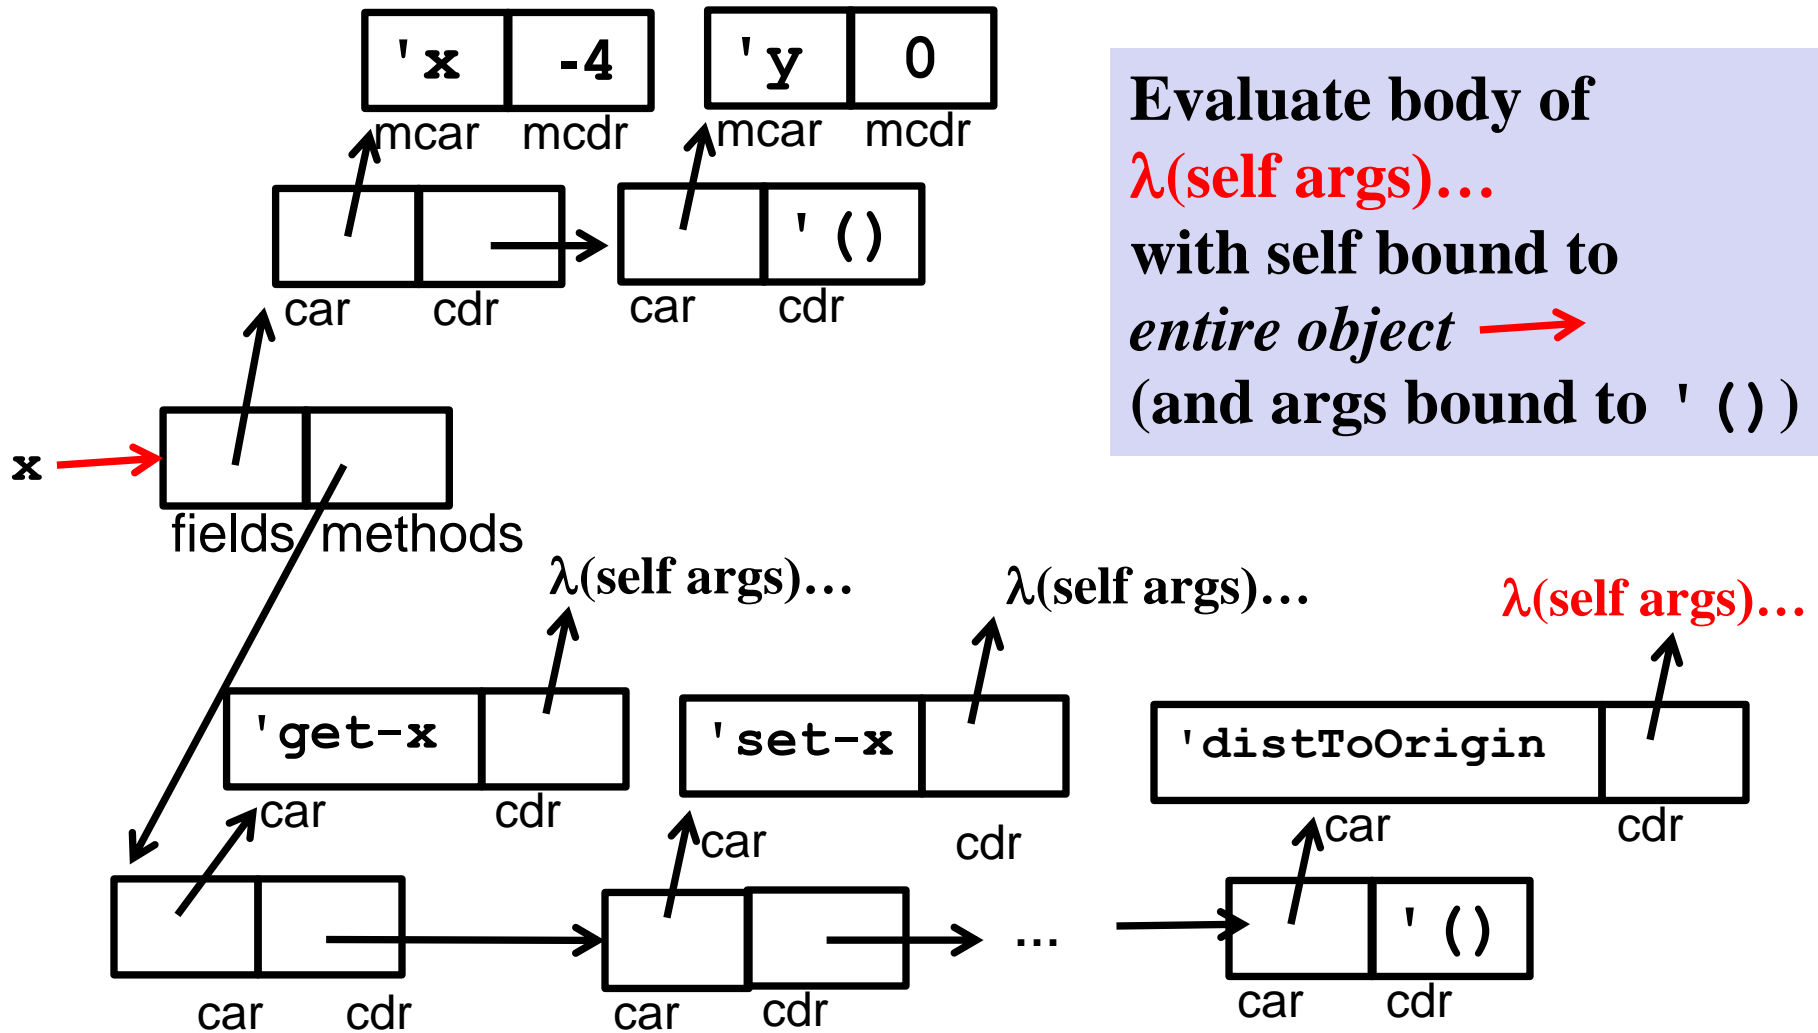 'x -4 'y 0
mcar mcdr mcar mcdr
'()
car cdr car cdr
Evaluate body of
λ(self args)…
with self bound to
entire object
(and args bound to '())
x
fields methods
λ(self args)… λ(self args)… λ(self args)…
'get-x 'set-x 'distToOrigin
car cdr car cdr car cdr
... '()
car cdr car cdr car cdr